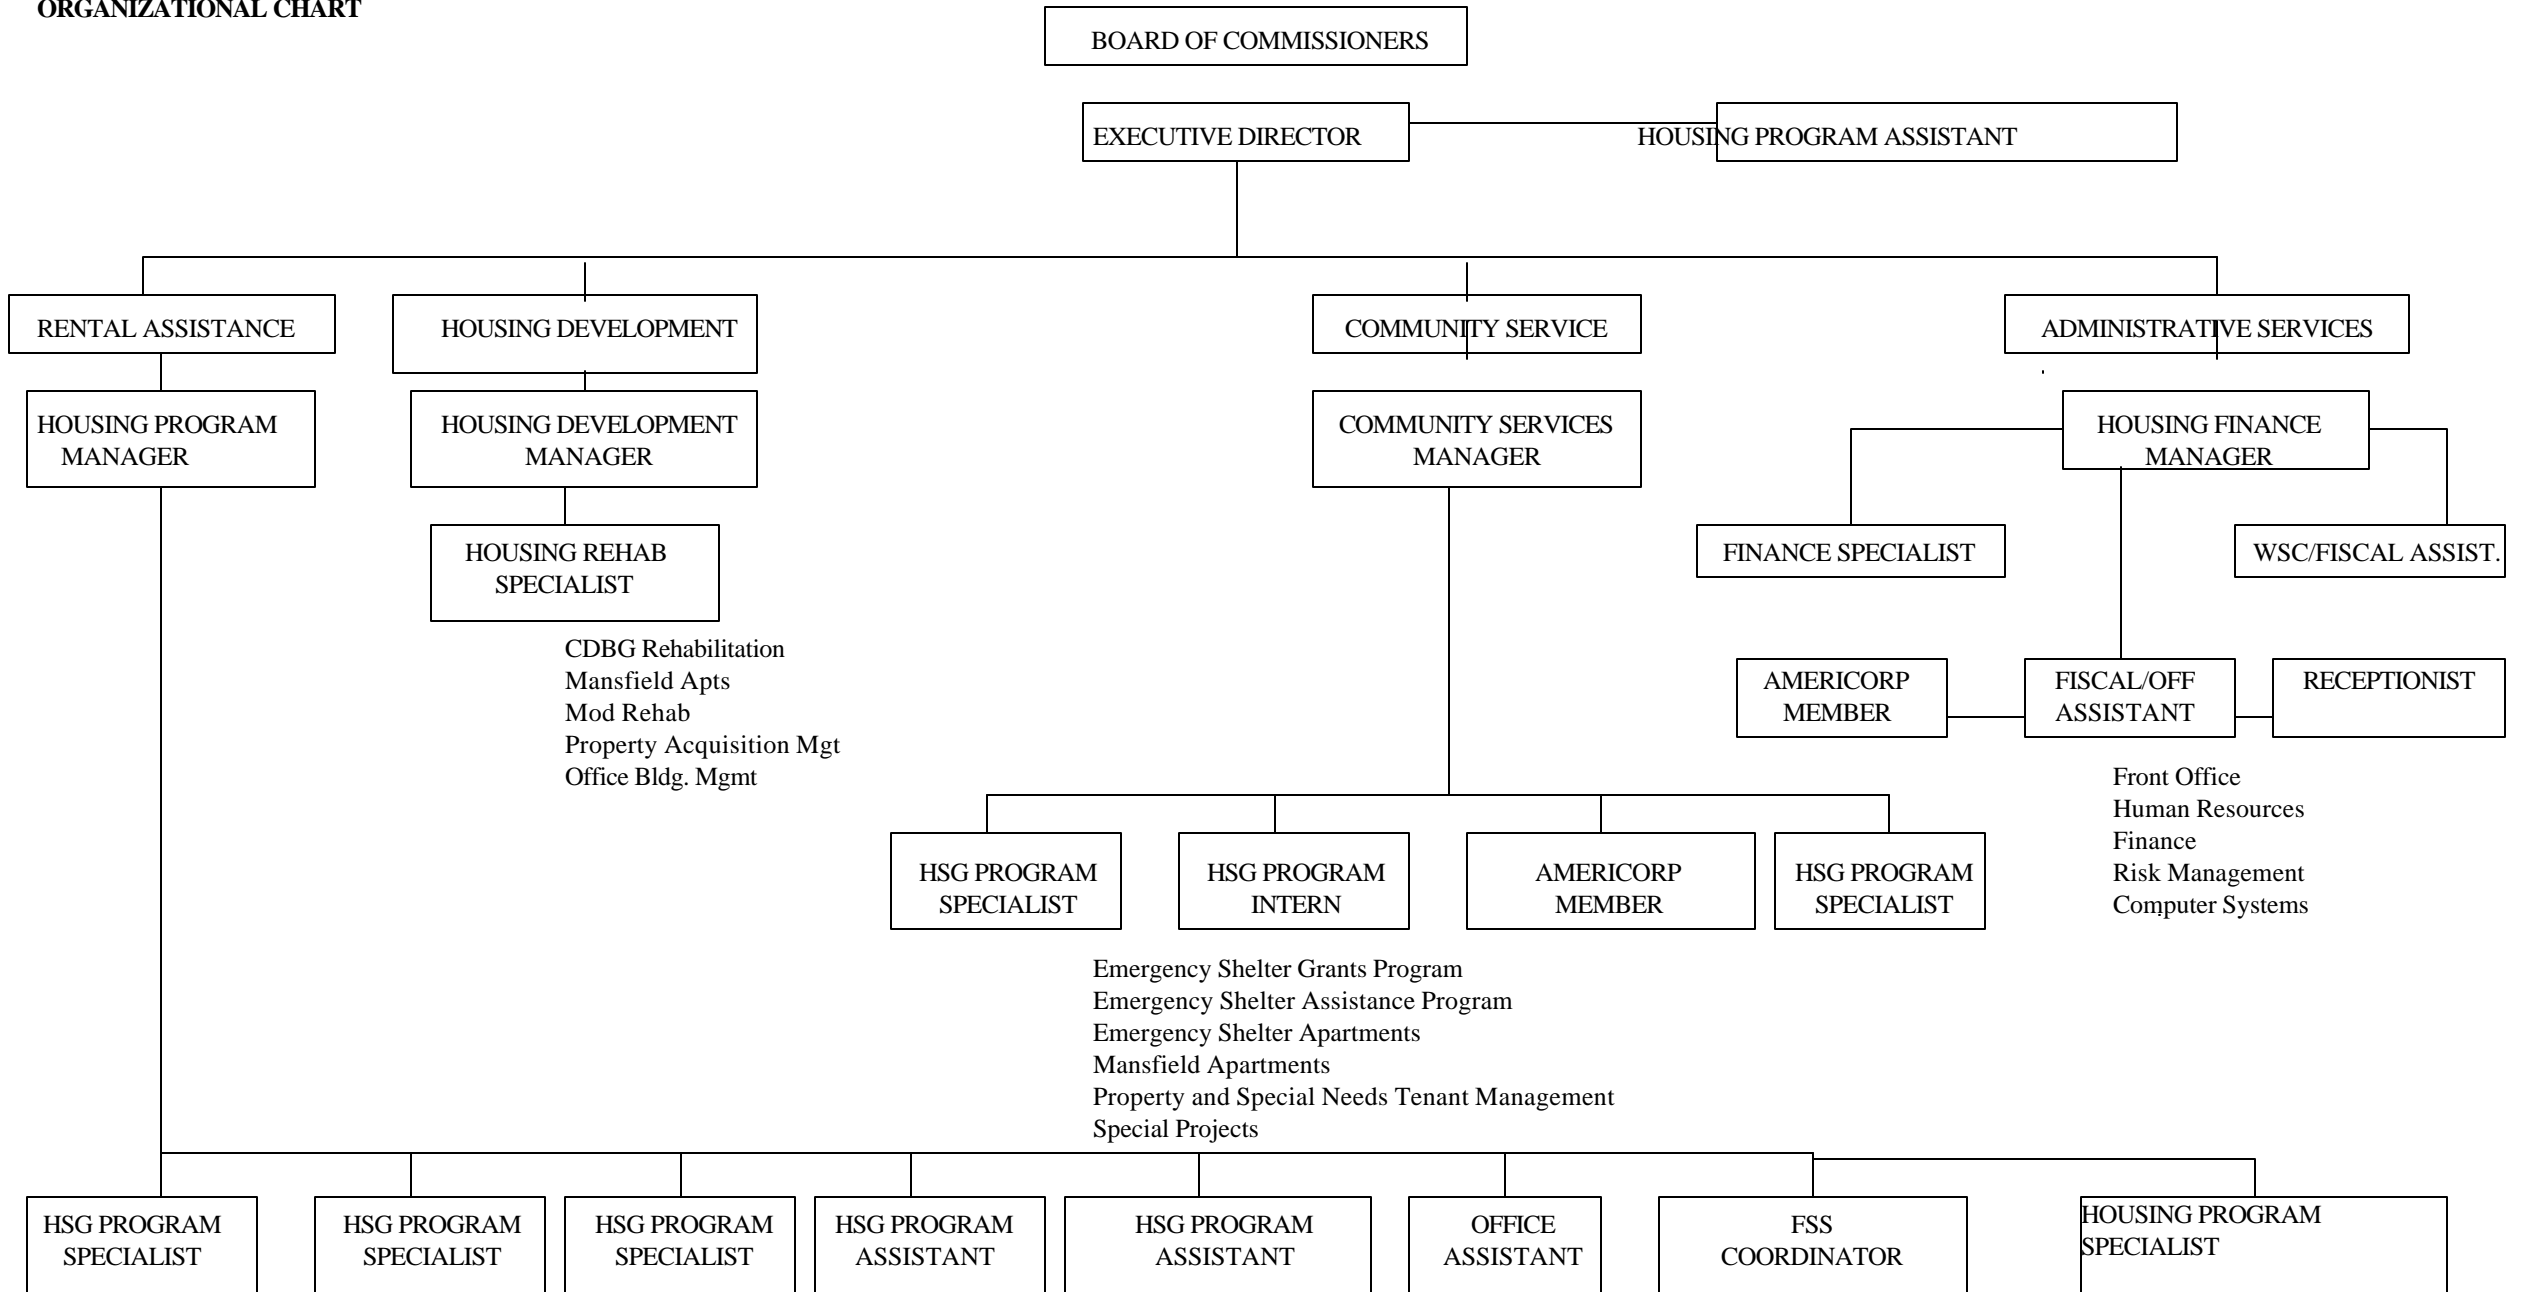 ORGANIZATIONAL CHART
BOARD OF COMMISSIONERS
EXECUTIVE DIRECTOR
HOUSING PROGRAM ASSISTANT
RENTAL ASSISTANCE
HOUSING DEVELOPMENT
COMMUNITY SERVICE
ADMINISTRATIVE SERVICES
HOUSING PROGRAM
MANAGER
HOUSING DEVELOPMENT
MANAGER
COMMUNITY SERVICES
MANAGER
HOUSING FINANCE
MANAGER
HOUSING REHAB
SPECIALIST
FINANCE SPECIALIST
WSC/FISCAL ASSIST.
CDBG Rehabilitation
Mansfield Apts
Mod Rehab
Property Acquisition Mgt
Office Bldg. Mgmt
AMERICORP
MEMBER
FISCAL/OFF
ASSISTANT
RECEPTIONIST
Front Office
Human Resources
Finance
Risk Management
Computer Systems
HSG PROGRAM
SPECIALIST
HSG PROGRAM
INTERN
AMERICORP
MEMBER
HSG PROGRAM
SPECIALIST
Emergency Shelter Grants Program
Emergency Shelter Assistance Program
Emergency Shelter Apartments
Mansfield Apartments
Property and Special Needs Tenant Management
Special Projects
HSG PROGRAM
SPECIALIST
HSG PROGRAM
SPECIALIST
HSG PROGRAM
SPECIALIST
HSG PROGRAM
ASSISTANT
HSG PROGRAM
ASSISTANT
OFFICE
ASSISTANT
FSS
COORDINATOR
HOUSING PROGRAM
SPECIALIST